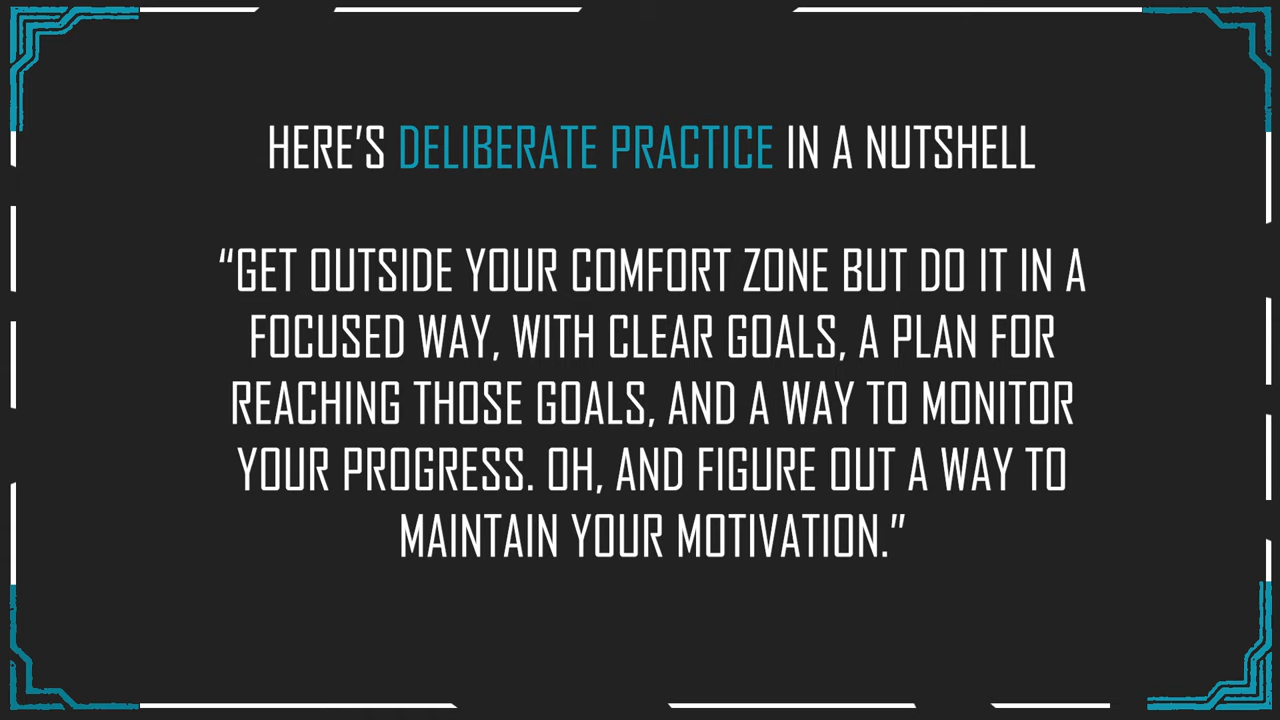 HERE’S DELIBERATE PRACTICE IN A NUTSHELL
“GET OUTSIDE YOUR COMFORT ZONE BUT DO IT IN A
FOCUSED WAY, WITH CLEAR GOALS, A PLAN FOR
REACHING THOSE GOALS, AND A WAY TO MONITOR
YOUR PROGRESS. OH, AND FIGURE OUT A WAY TO
MAINTAIN YOUR MOTIVATION.”